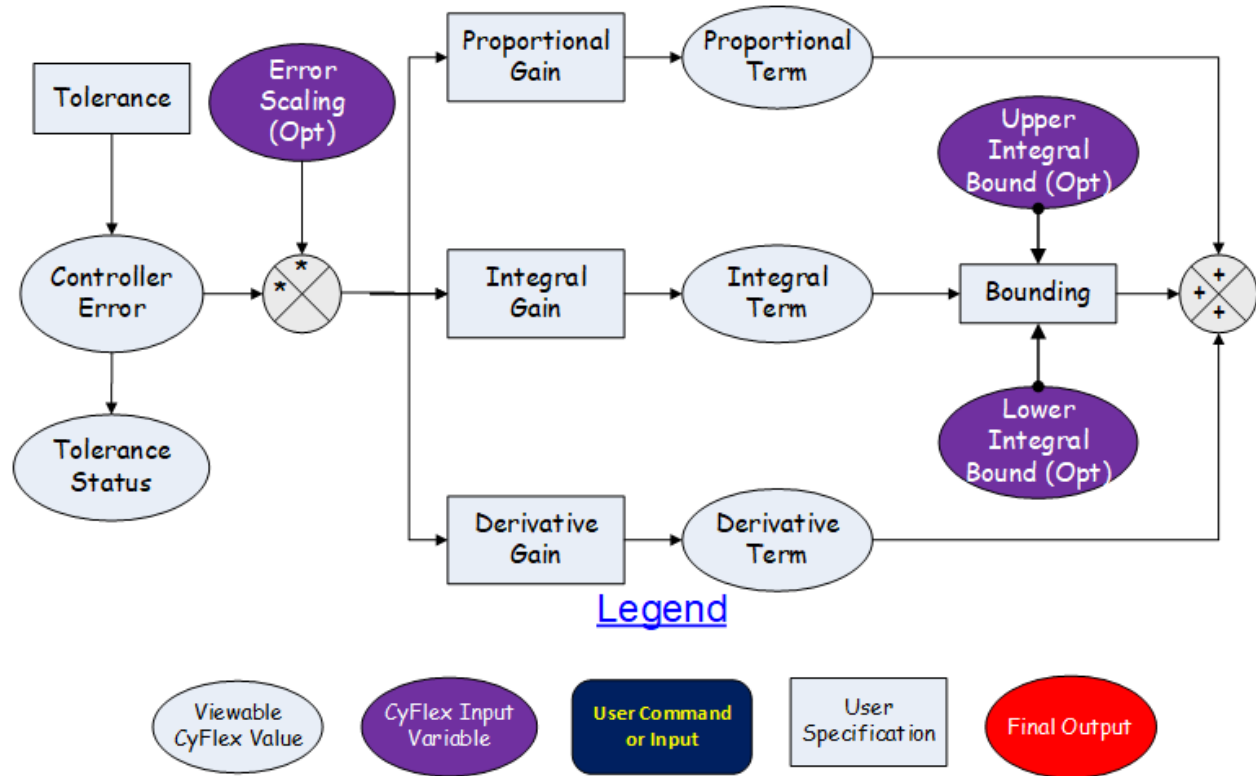 Tolerance
Error
Scaling
(Opt)
Proportional
Gain
Proportional
Term
Upper
Integral
Bound (Opt)
Controller
Error
*
*
Integral
Gain
Integral
Term
Bounding
+
+
+
Tolerance
Status
Lower
Integral
Bound (Opt)
Derivative
Gain
Derivative
Term
Legend
Viewable
CyFlex Value
CyFlex Input
Variable
User Command
or Input
User
Specification
Final Output